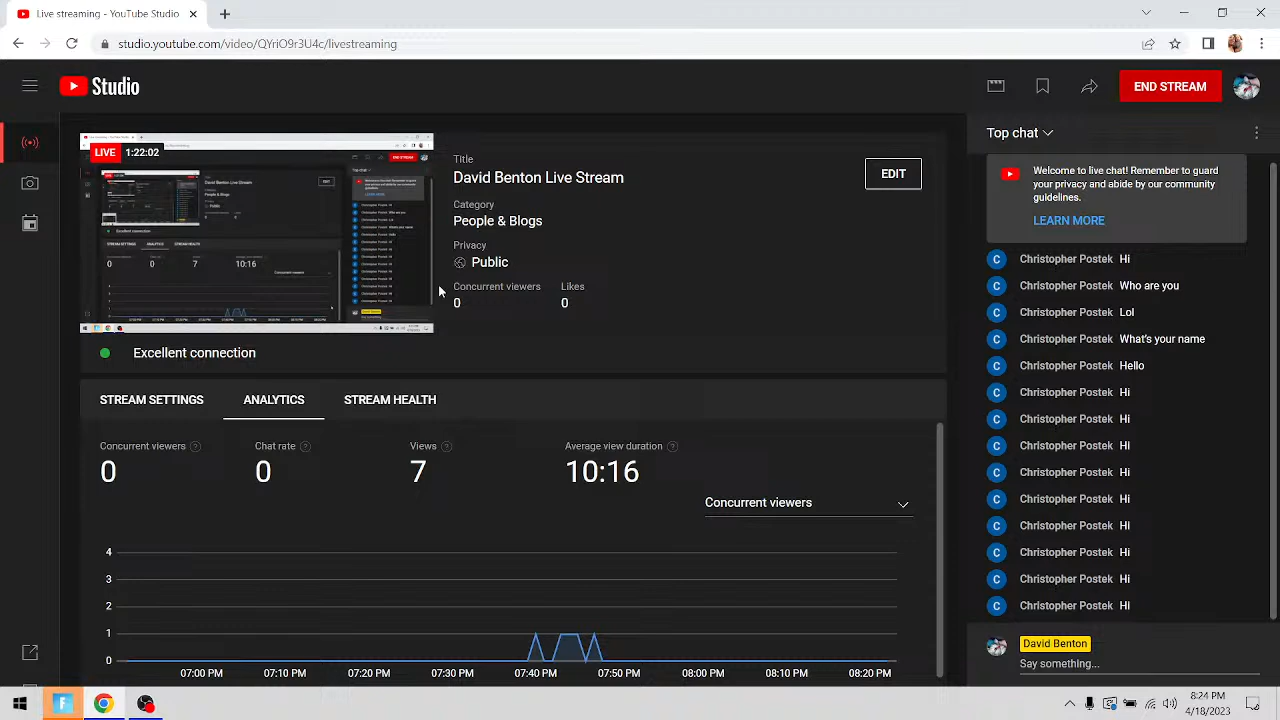 Live streaming - YouTube Studio
studio.youtube.com/video/QYriO9r3U4c/livestreaming
Studio
END STREAM
LIVE 1:22:02
Title
David Benton Live Stream
EDIT
Category
People & Blogs
Privacy
Public
Concurrent viewers Likes
0 0
Excellent connection
STREAM SETTINGS ANALYTICS STREAM HEALTH
Concurrent viewers Chat rate Views Average view duration
0 0 7 10:16
Concurrent viewers
4
3
2
1
0
07:00 PM 07:10 PM 07:20 PM 07:30 PM 07:40 PM 07:50 PM 08:00 PM 08:10 PM 08:20 PM
Top chat
Welcome to live chat! Remember to guard
your privacy and abide by our community
guidelines.
LEARN MORE
C Christopher Postek Hi
C Christopher Postek Who are you
C Christopher Postek Lol
C Christopher Postek What's your name
C Christopher Postek Hello
C Christopher Postek Hi
C Christopher Postek Hi
C Christopher Postek Hi
C Christopher Postek Hi
C Christopher Postek Hi
C Christopher Postek Hi
C Christopher Postek Hi
C Christopher Postek Hi
C Christopher Postek Hi
David Benton
Say something...
F
8:24 PM
4/18/2023